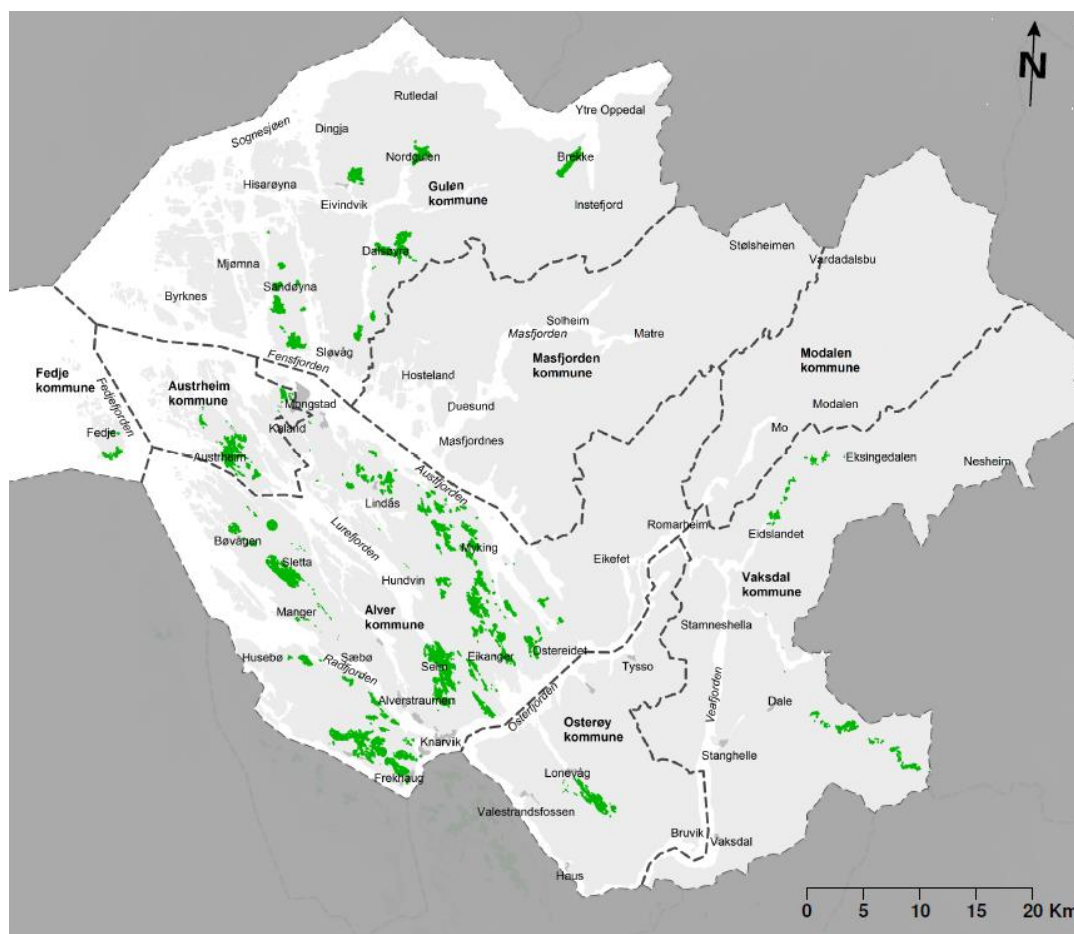 N
Rutledal
Ytre Oppedal
Sognesjøen
Dingja
Nordgulen
Brekke
Hisarøyna
Gulen
kommune
Eivindvik
Instefjord
Dalsøyra
Stølsheimen
Vardadalsbu
Mjømna
Sandøyna
Byrknes
Solheim
Masfjorden
Matre
Sløvåg
Fensfjorden
Masfjorden
kommune
Modalen
kommune
Fedje
kommune
Fedjefjorden
Austrheim
kommune
Hosteland
Mongstad
Duesund
Modalen
Kaland
Mo
Fedje
Masfjordnes
Austrheim
Eksingedalen
Nesheim
Austfjorden
Lindås
Lurefjorden
Romarheim
Bøvågen
Eidslandet
Myking
Sletta
Eikefet
Hundvin
Vaksdal
kommune
Manger
Alver
kommune
Stamneshella
Husebø
Sæbø
Radfjorden
Seim
Eikanger
Ostereidet
Tysso
Alverstraumen
Osterfjorden
Veafjorden
Dale
Osterøy
kommune
Knarvik
Stanghelle
Frekhaug
Lonevåg
Valestrandsfossen
Bruvik
Vaksdal
Haus
0 5 10 20 Km